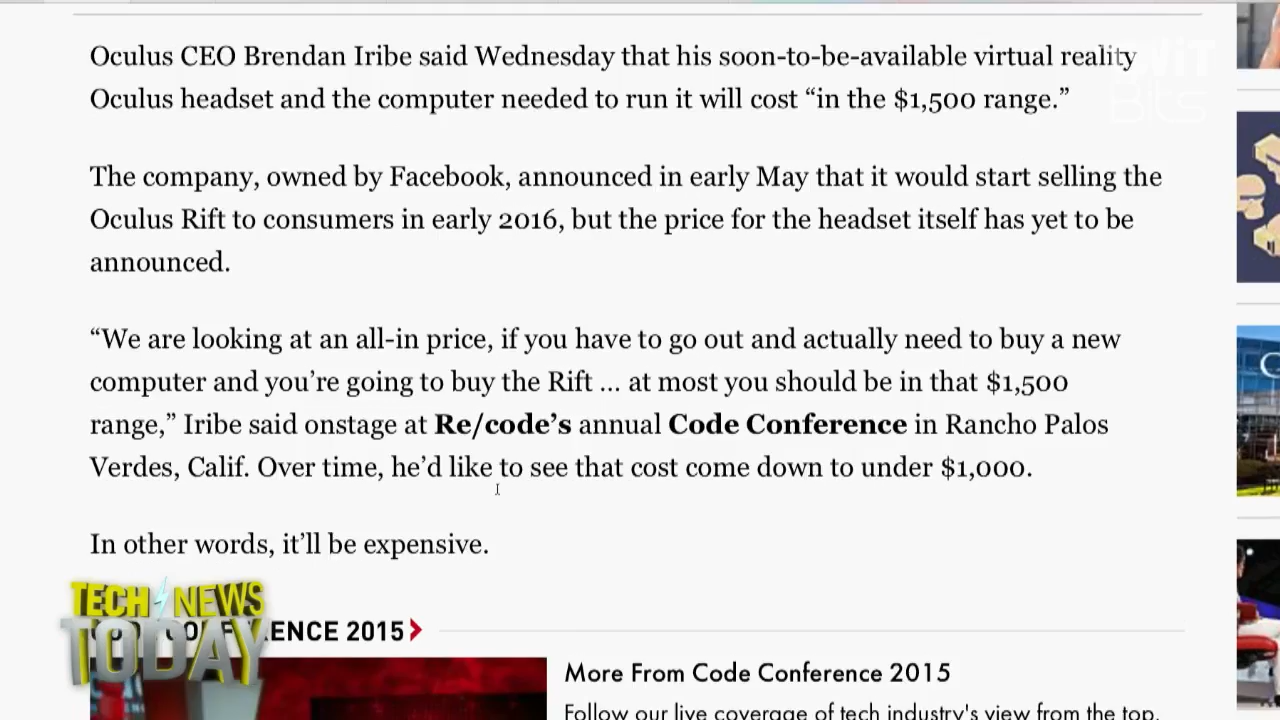 Oculus CEO Brendan Iribe said Wednesday that his soon-to-be-available virtual reality
Oculus headset and the computer needed to run it will cost “in the $1,500 range.”
TWiT
Bits
The company, owned by Facebook, announced in early May that it would start selling the
Oculus Rift to consumers in early 2016, but the price for the headset itself has yet to be
announced.
“We are looking at an all-in price, if you have to go out and actually need to buy a new
computer and you’re going to buy the Rift ... at most you should be in that $1,500
range,” Iribe said onstage at Re/code’s annual Code Conference in Rancho Palos
Verdes, Calif. Over time, he’d like to see that cost come down to under $1,000.
In other words, it’ll be expensive.
TECH NEWS
TODAY
2015
More From Code Conference 2015
Follow our live coverage of tech industry's view from the top.